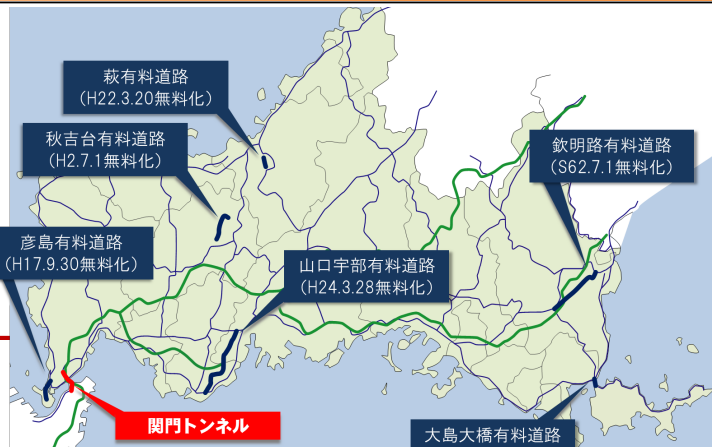 萩有料道路
（H22.3.20無料化）
秋吉台有料道路
（H2.7.1無料化）
欽明路有料道路
（S62.7.1無料化）
彦島有料道路
（H17.9.30無料化）
山口宇部有料道路
（H24.3.28無料化）
関門トンネル
大島大橋有料道路